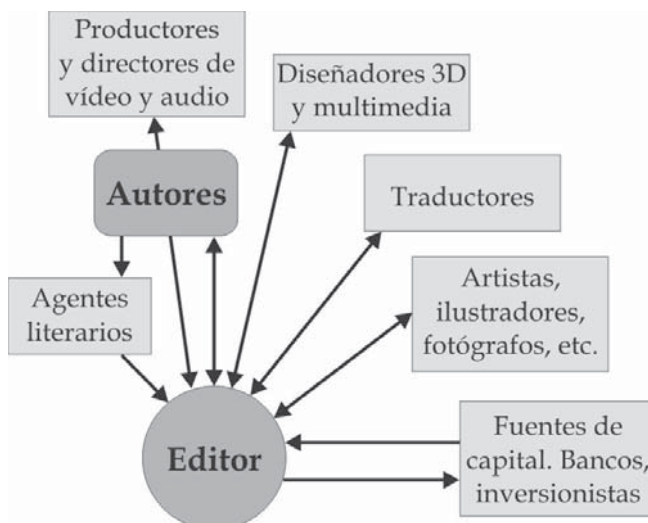 Productores
y directores de
vídeo y audio
Diseñadores 3D
y multimedia
Autores
Traductores
Agentes
literarios
Artistas,
ilustradores,
fotógrafos, etc.
Editor
Fuentes de
capital. Bancos,
inversionistas